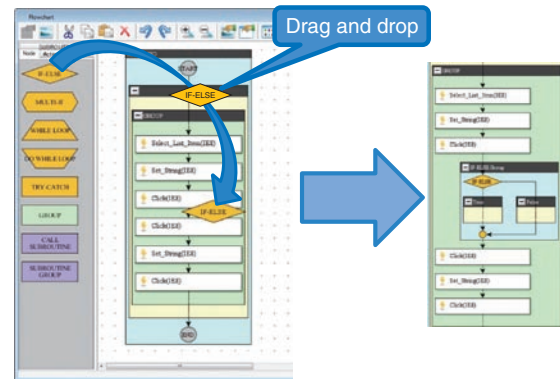 Flowchart
Drag and drop
SUBROUTINE
Node
IF-ELSE
MULTI-IF
WHILE LOOP
DO WHILE LOOP
TRY CATCH
GROUP
CALL
SUBROUTINE
SUBROUTINE
GROUP
START
IF-ELSE
GROUP
Select_List_Item(IE8)
Set_String(IE8)
Click(IE8)
IF-ELSE
Click(IE8)
Set_String(IE8)
Click(IE8)
END
GROUP
Select_List_Item(IE8)
Set_String(IE8)
Click(IE8)
IF-ELSE Group
IF-ELSE
True
False
Click(IE8)
Set_String(IE8)
Click(IE8)